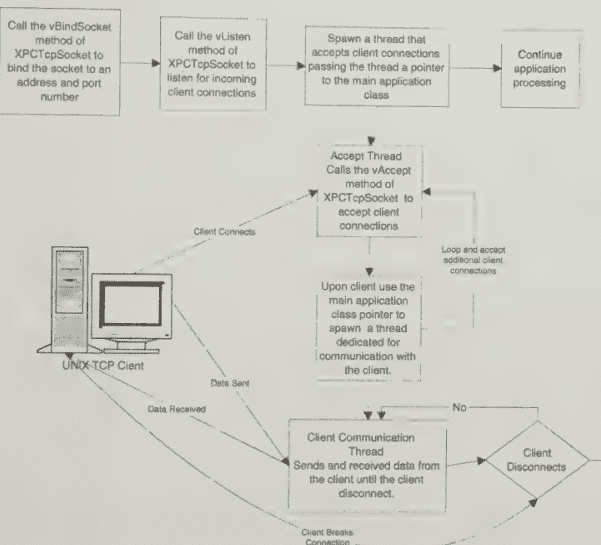 Call the vBindSocket
method of
XPCTcpSocket to
bind the socket to an
address and port
number
Call the vListen
method of
XPCTcpSocket to
listen for incoming
client connections
Spawn a thread that
accepts client connections
passing the thread a pointer
to the main application
class
Continue
application
processing
Accept Thread
Calls the vAccept
method of
XPCTcpSocket to
accept client
connections
Client Connects
Loop and accept
additional client
connections
Upon client use the
main application
class pointer to
spawn a thread
dedicated for
communication with
the client.
UNIX TCP Cient
Data Sent
Data Received
No
Client Communication
Thread
Sends and received data from
the client until the client
disconnect.
Client
Disconnects
Client Breaks
Connection